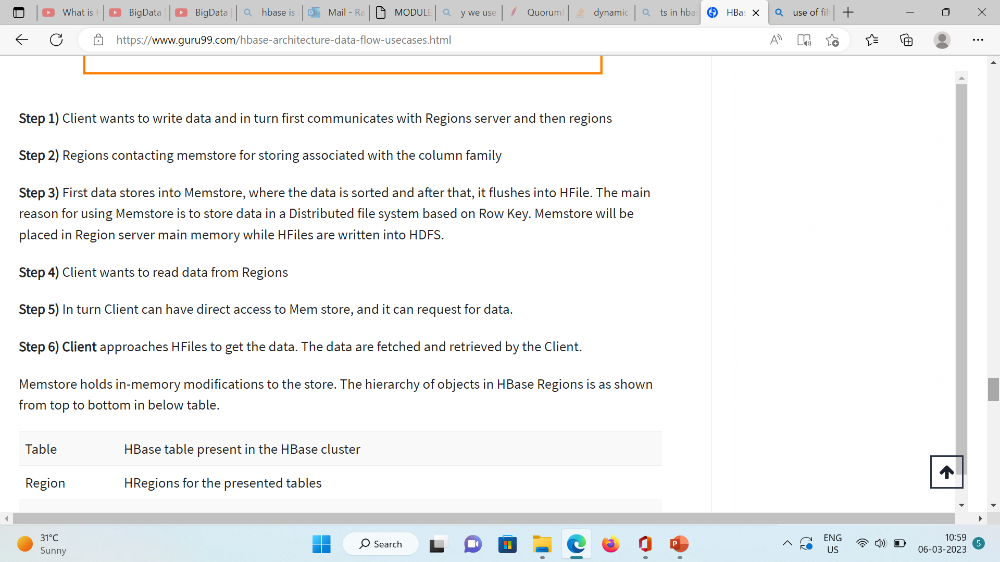 What is H
BigData
BigData
hbase is
Mail - Ra
MODULE
y we use
Quorum
dynamic
ts in hba
HBas
use of filt
https://www.guru99.com/hbase-architecture-data-flow-usecases.html
Step 1) Client wants to write data and in turn first communicates with Regions server and then regions
Step 2) Regions contacting memstore for storing associated with the column family
Step 3) First data stores into Memstore, where the data is sorted and after that, it flushes into HFile. The main
reason for using Memstore is to store data in a Distributed file system based on Row Key. Memstore will be
placed in Region server main memory while HFiles are written into HDFS.
Step 4) Client wants to read data from Regions
Step 5) In turn Client can have direct access to Mem store, and it can request for data.
Step 6) Client approaches HFiles to get the data. The data are fetched and retrieved by the Client.
Memstore holds in-memory modifications to the store. The hierarchy of objects in HBase Regions is as shown
from top to bottom in below table.
Table HBase table present in the HBase cluster
Region HRegions for the presented tables
31°C
Sunny
Search
ENG
US
10:59
06-03-2023
5